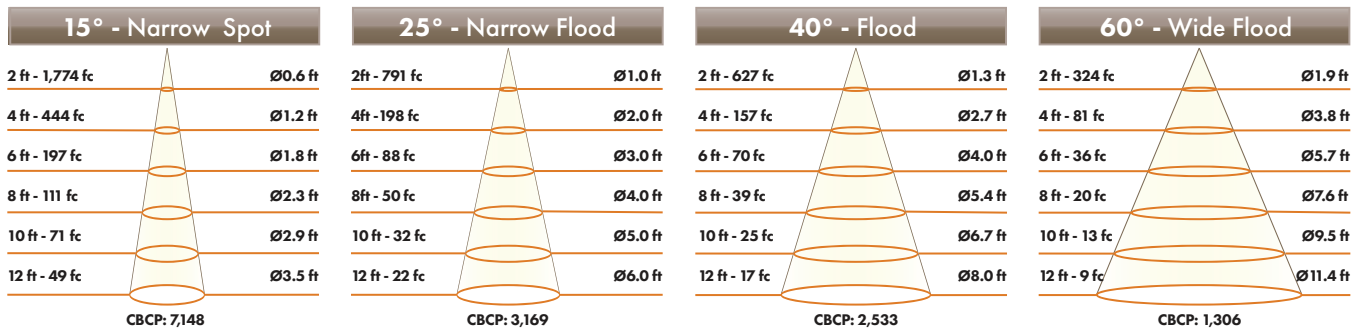 15° - Narrow Spot
2 ft - 1,774 fc Ø0.6 ft
4 ft - 444 fc Ø1.2 ft
6 ft - 197 fc Ø1.8 ft
8 ft - 111 fc Ø2.3 ft
10 ft - 71 fc Ø2.9 ft
12 ft - 49 fc Ø3.5 ft
CBCP: 7,148
25° - Narrow Flood
2ft - 791 fc Ø1.0 ft
4ft -198 fc Ø2.0 ft
6ft - 88 fc Ø3.0 ft
8ft - 50 fc Ø4.0 ft
10 ft - 32 fc Ø5.0 ft
12 ft - 22 fc Ø6.0 ft
CBCP: 3,169
40° - Flood
2 ft - 627 fc Ø1.3 ft
4 ft - 157 fc Ø2.7 ft
6 ft - 70 fc Ø4.0 ft
8 ft - 39 fc Ø5.4 ft
10 ft - 25 fc Ø6.7 ft
12 ft - 17 fc Ø8.0 ft
CBCP: 2,533
60° - Wide Flood
2 ft - 324 fc Ø1.9 ft
4 ft - 81 fc Ø3.8 ft
6 ft - 36 fc Ø5.7 ft
8 ft - 20 fc Ø7.6 ft
10 ft - 13 fc Ø9.5 ft
12 ft - 9 fc Ø11.4 ft
CBCP: 1,306